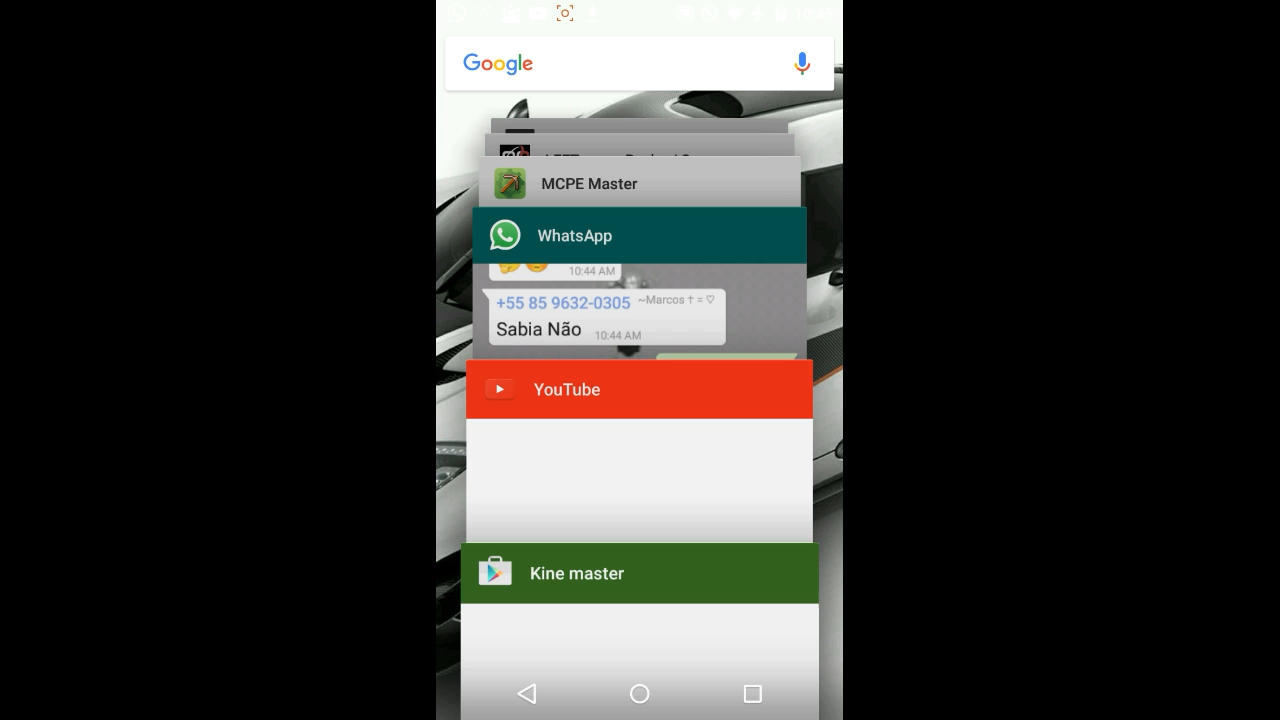 Google
MCPE Master
WhatsApp
10:44 AM
+55 85 9632-0305 ~Marcos † = ♡
Sabia Não 10:44 AM
YouTube
Kine master